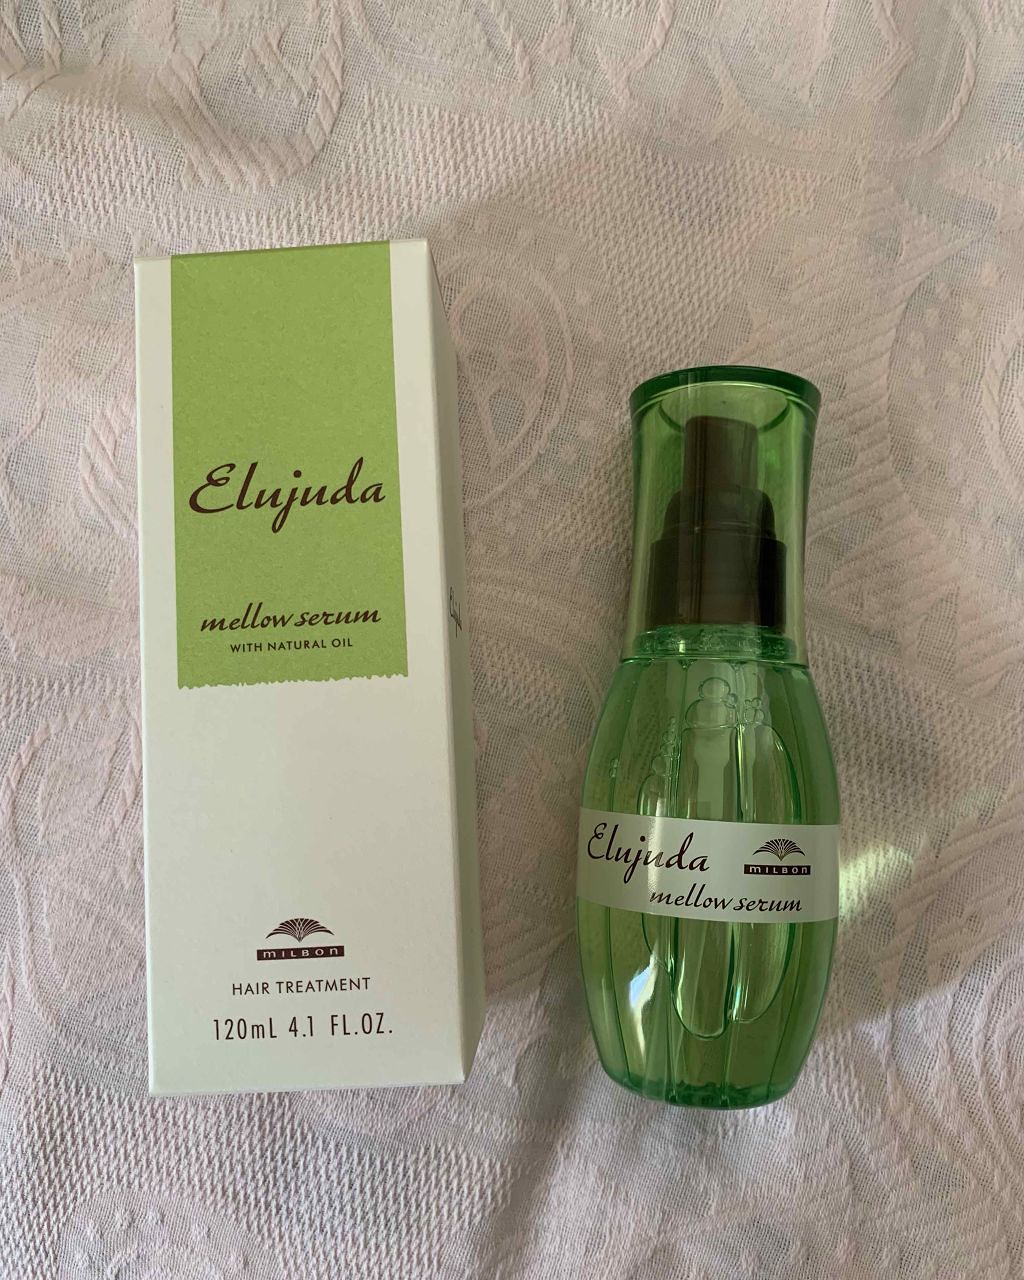 Elujuda
mellow serum
WITH NATURAL OIL
MILBON
HAIR TREATMENT
120mL 4.1 FL.OZ.
Elujuda
MILBON
mellow serum